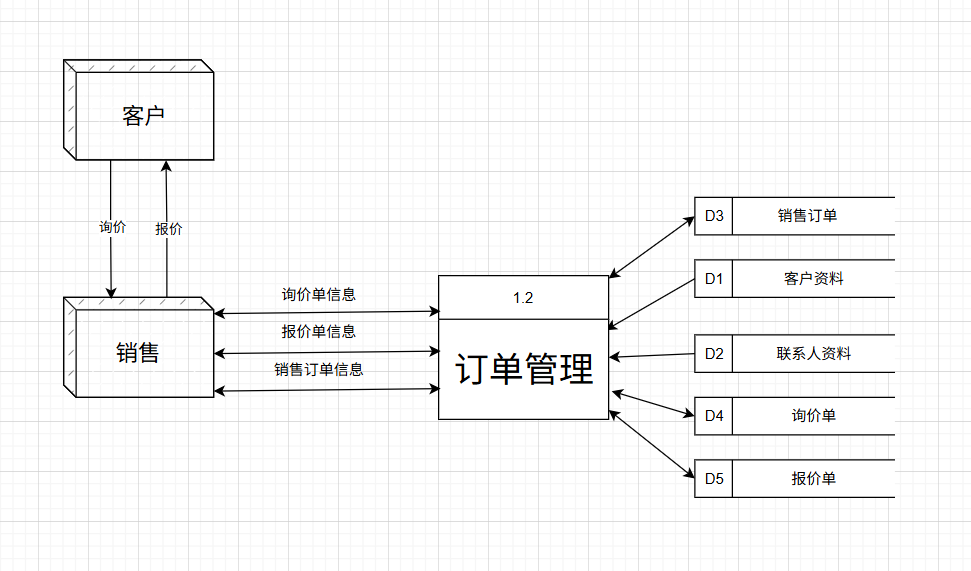 客户
询价
报价
销售
询价单信息
报价单信息
销售订单信息
1.2
订单管理
D3 销售订单
D1 客户资料
D2 联系人资料
D4 询价单
D5 报价单